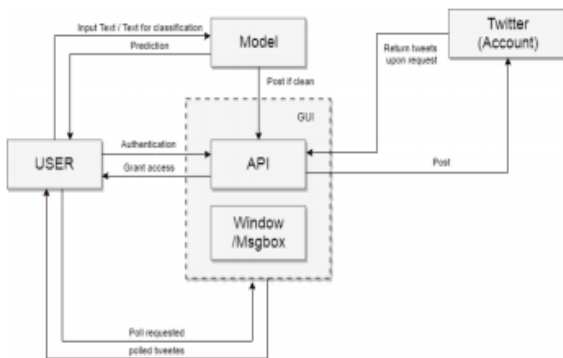 Input Text / Text for classification
Model
Prediction
Twitter
(Account)
Return tweets
upon request
Post if clean
GUI
Authentication
USER
API
Grant access
Post
Window
/Msgbox
Poll requested
polled tweetes